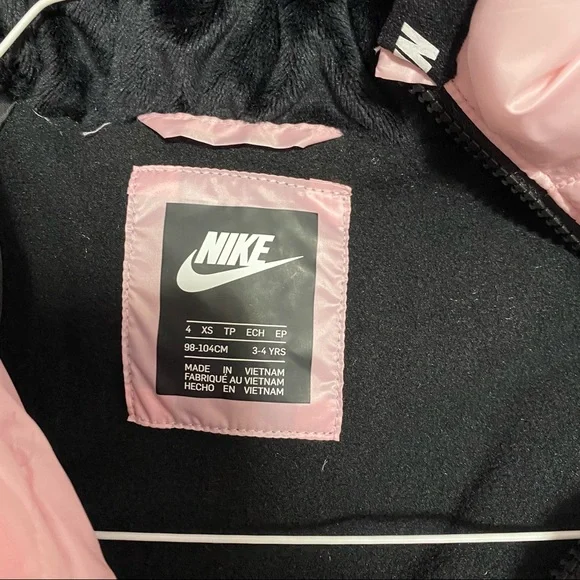 N
NIKE
4 XS TP ECH EP
98-104CM 3-4 YRS
MADE IN VIETNAM
FABRIQUÉ AU VIETNAM
HECHO EN VIETNAM